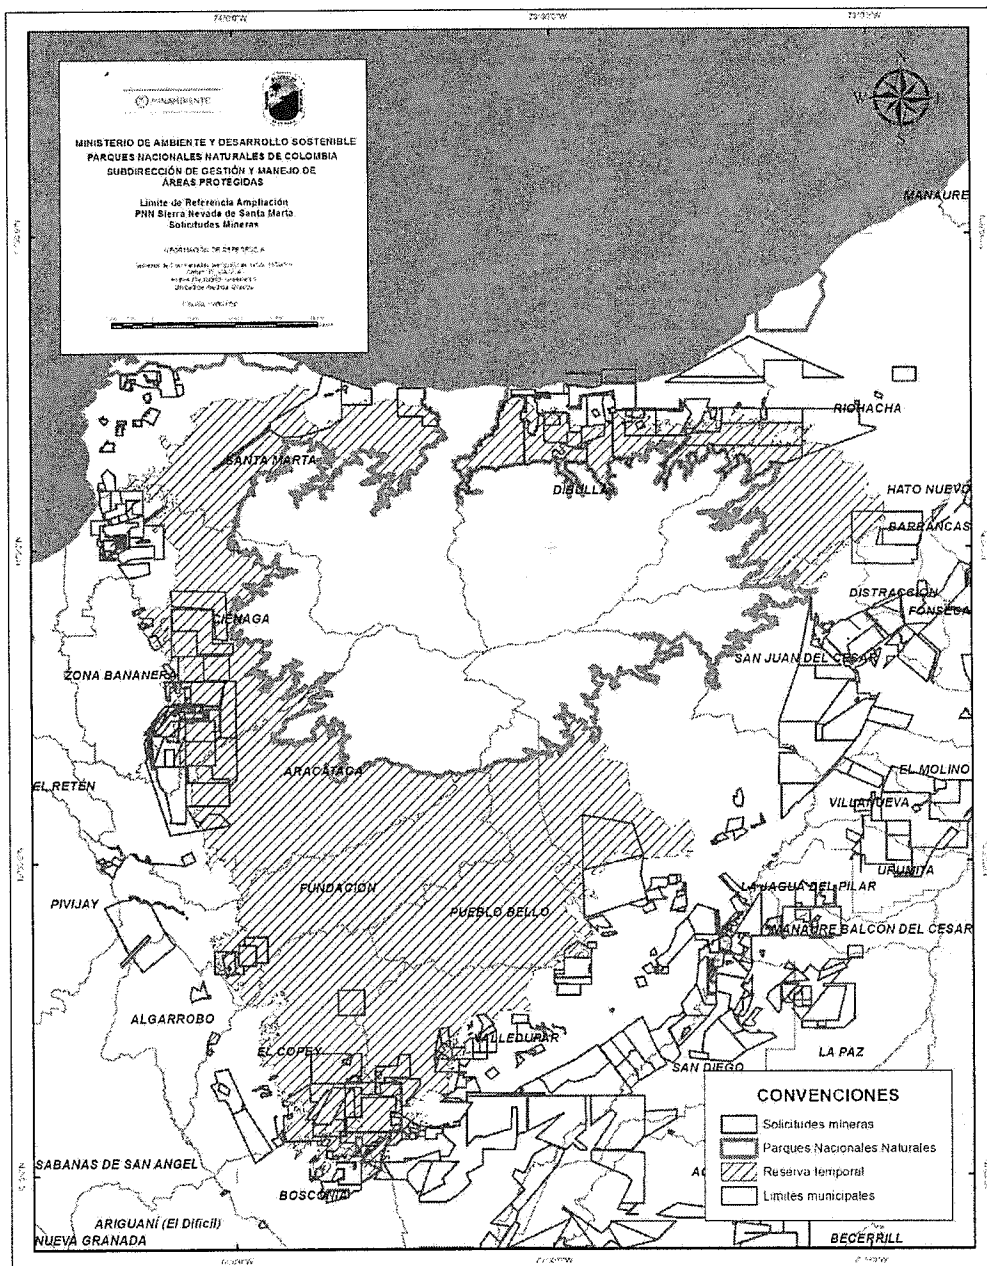 MINAMBIENTE
MINISTERIO DE AMBIENTE Y DESARROLLO SOSTENIBLE
PARQUES NACIONALES NATURALES DE COLOMBIA
SUBDIRECCIÓN DE GESTIÓN Y MANEJO DE
ÁREAS PROTEGIDAS
Límite de Referencia Ampliación
PNN Sierra Nevada de Santa Marta
Solicitudes Mineras
N
W
S
MANAURE
RIOHACHA
SANTA MARTA
DIBULLA
HATO NUEVO
BARRANCAS
DISTRACCIÓN
FONSECA
CIÉNAGA
SAN JUAN DEL CESAR
ZONA BANANERA
ARACATACA
EL MOLINO
EL RETÉN
VILLANUEVA
URUMITA
FUNDACIÓN
LA JAGUA DEL PILAR
PIVIJAY
PUEBLO BELLO
MANAURE BALCÓN DEL CESAR
ALGARROBO
EL COPEY
VALLEDUPAR
LA PAZ
SAN DIEGO
CONVENCIONES
Solicitudes mineras
Parques Nacionales Naturales
Reserva temporal
Límites municipales
SABANAS DE SAN ANGEL
BOSCONIA
ARIGUANÍ (El Difícil)
NUEVA GRANADA
BECERRILL